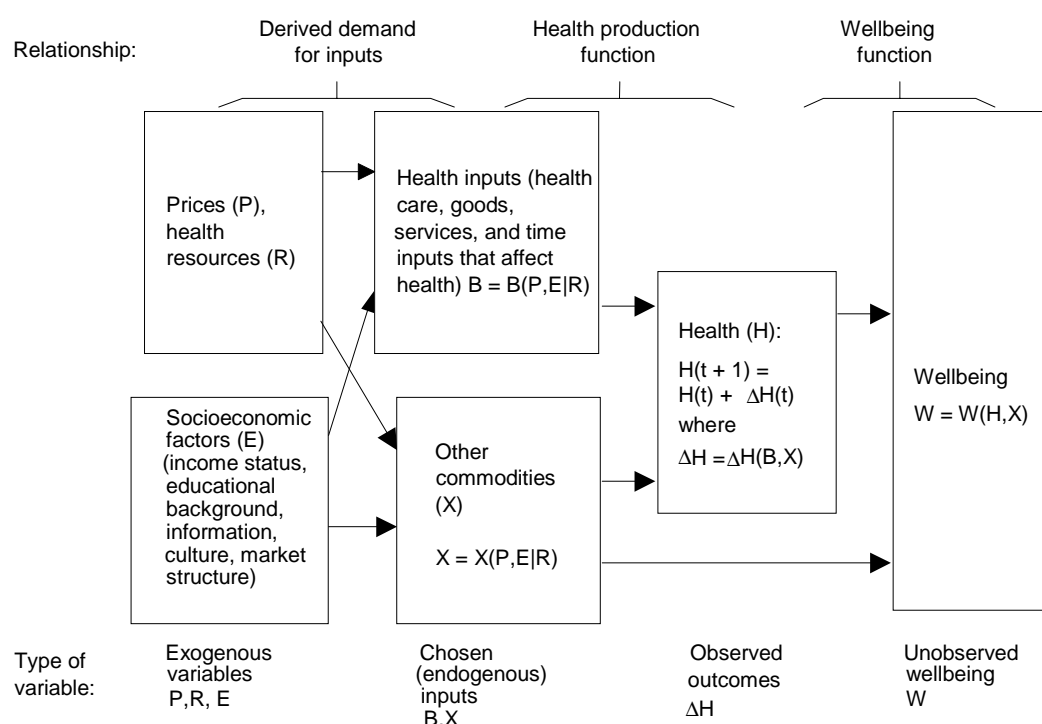 Relationship:
Derived demand
for inputs
Health production
function
Wellbeing
function
Prices (P),
health
resources (R)
Health inputs (health
care, goods,
services, and time
inputs that affect
health) B = B(P,E|R)
Socioeconomic
factors (E)
(income status,
educational
background,
information,
culture, market
structure)
Other
commodities
(X)
X = X(P,E|R)
Health (H):
H(t + 1) =
H(t) + ΔH(t)
where
ΔH =ΔH(B,X)
Wellbeing
W = W(H,X)
Type of
variable:
Exogenous
variables
P,R, E
Chosen
(endogenous)
inputs
B,X
Observed
outcomes
ΔH
Unobserved
wellbeing
W